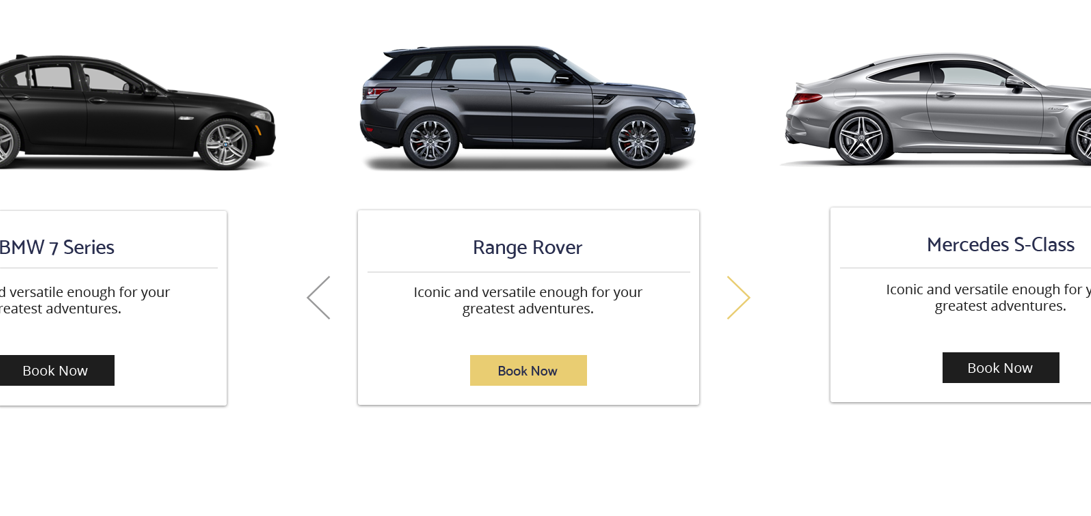 BMW 7 Series
d versatile enough for your
reatest adventures.
Book Now
Range Rover
Iconic and versatile enough for your
greatest adventures.
Book Now
Mercedes S-Class
Iconic and versatile enough for y
greatest adventures.
Book Now